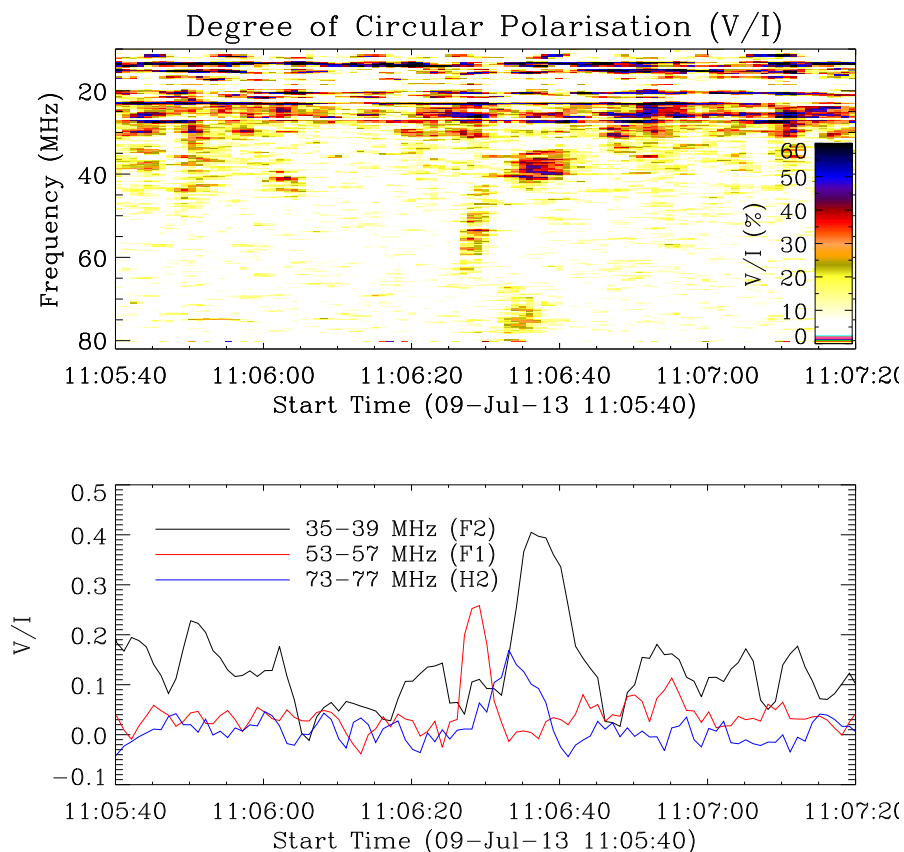 Degree of Circular Polarisation (V/I)
Frequency (MHz)
20
40
60
80
V/I (%)
60
50
40
30
20
10
0
11:05:40 11:06:00 11:06:20 11:06:40 11:07:00 11:07:20
Start Time (09-Jul-13 11:05:40)
V/I
0.5
0.4
0.3
0.2
0.1
0.0
-0.1
35-39 MHz (F2)
53-57 MHz (F1)
73-77 MHz (H2)
11:05:40 11:06:00 11:06:20 11:06:40 11:07:00 11:07:20
Start Time (09-Jul-13 11:05:40)